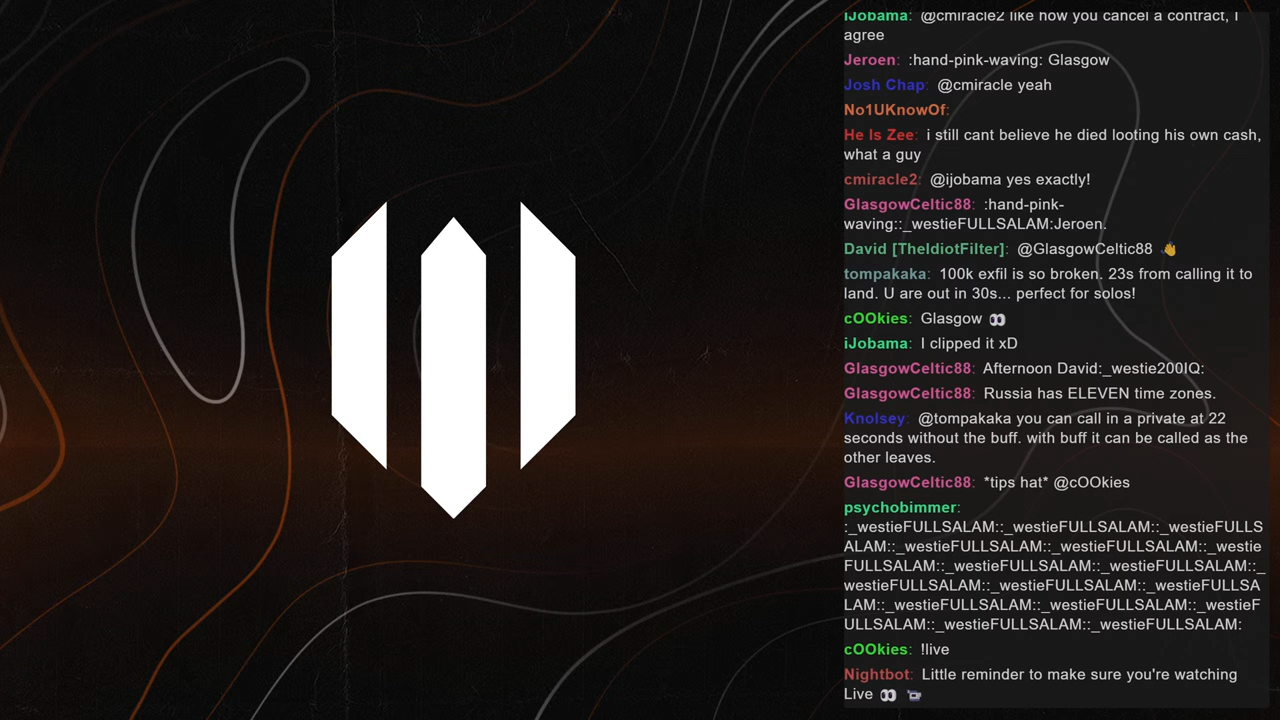 iJobama: @cmiracle2 like how you cancel a contract, I
agree
Jeroen: :hand-pink-waving: Glasgow
Josh Chap: @cmiracle yeah
No1UKnowOf:
He Is Zee: i still cant believe he died looting his own cash,
what a guy
cmiracle2: @ijobama yes exactly!
GlasgowCeltic88: :hand-pink-
waving::_westieFULLSALAM:Jeroen.
David [TheIdiotFilter]: @GlasgowCeltic88 👋
tompakaka: 100k exfil is so broken. 23s from calling it to
land. U are out in 30s... perfect for solos!
cOOkies: Glasgow 👀
iJobama: I clipped it xD
GlasgowCeltic88: Afternoon David:_westie200IQ:
GlasgowCeltic88: Russia has ELEVEN time zones.
Knolsey: @tompakaka you can call in a private at 22
seconds without the buff. with buff it can be called as the
other leaves.
GlasgowCeltic88: *tips hat* @cOOkies
psychobimmer:
:_westieFULLSALAM::_westieFULLSALAM::_westieFULLS
ALAM::_westieFULLSALAM::_westieFULLSALAM::_westie
FULLSALAM::_westieFULLSALAM::_westieFULLSALAM::_
westieFULLSALAM::_westieFULLSALAM::_westieFULLSA
LAM::_westieFULLSALAM::_westieFULLSALAM::_westieF
ULLSALAM::_westieFULLSALAM::_westieFULLSALAM:
cOOkies: !live
Nightbot: Little reminder to make sure you're watching
Live 👀 📹